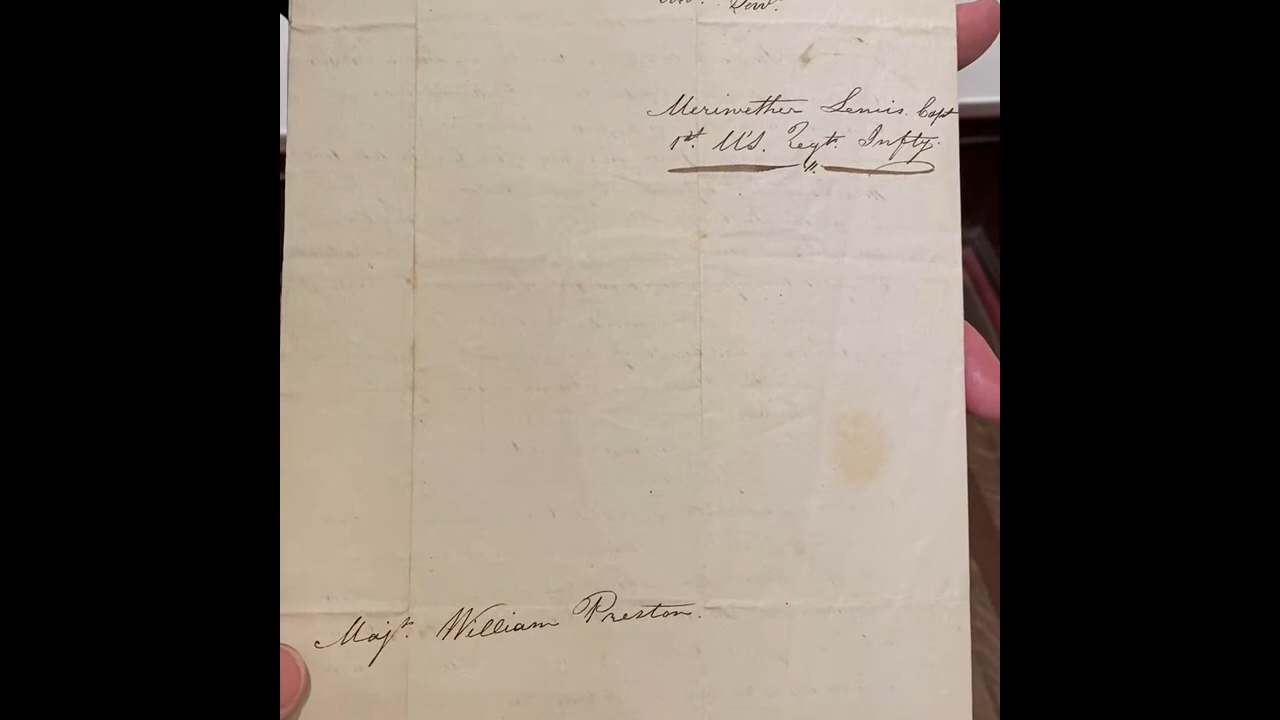 Meriwether Lewis. Capt
1st. U'S. Regt. Infty.
Majr. William Preston.